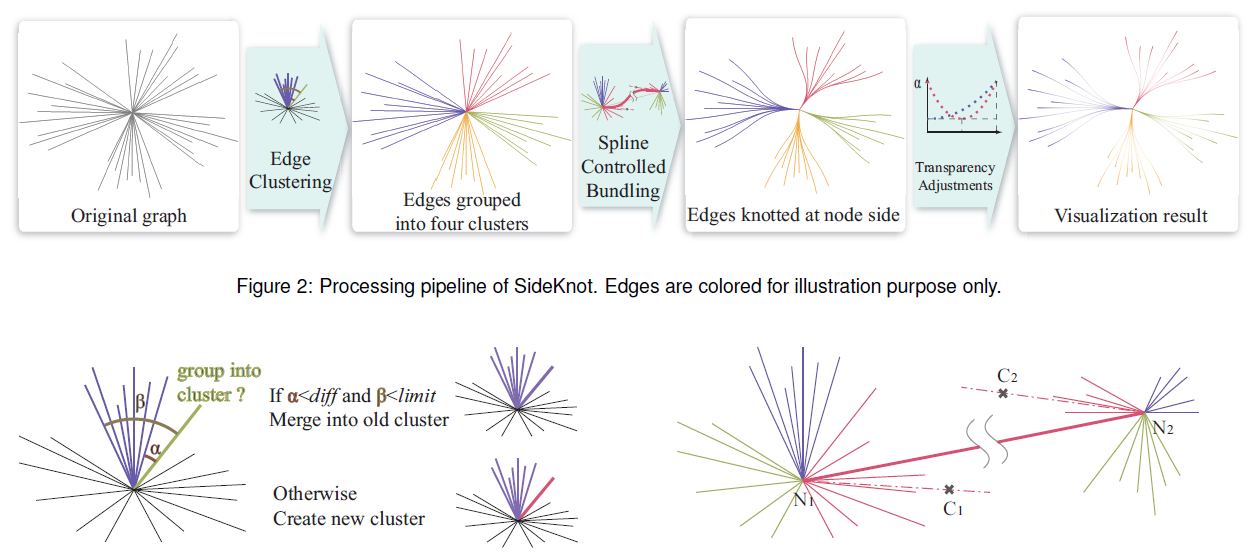 Original graph
Edge
Clustering
Edges grouped
into four clusters
Spline
Controlled
Bundling
Edges knotted at node side
α
Transparency
Adjustments
Visualization result
Figure 2: Processing pipeline of SideKnot. Edges are colored for illustration purpose only.
group into
cluster ?
β
α
If α<diff and β<limit
Merge into old cluster
Otherwise
Create new cluster
C2
N2
N1
C1